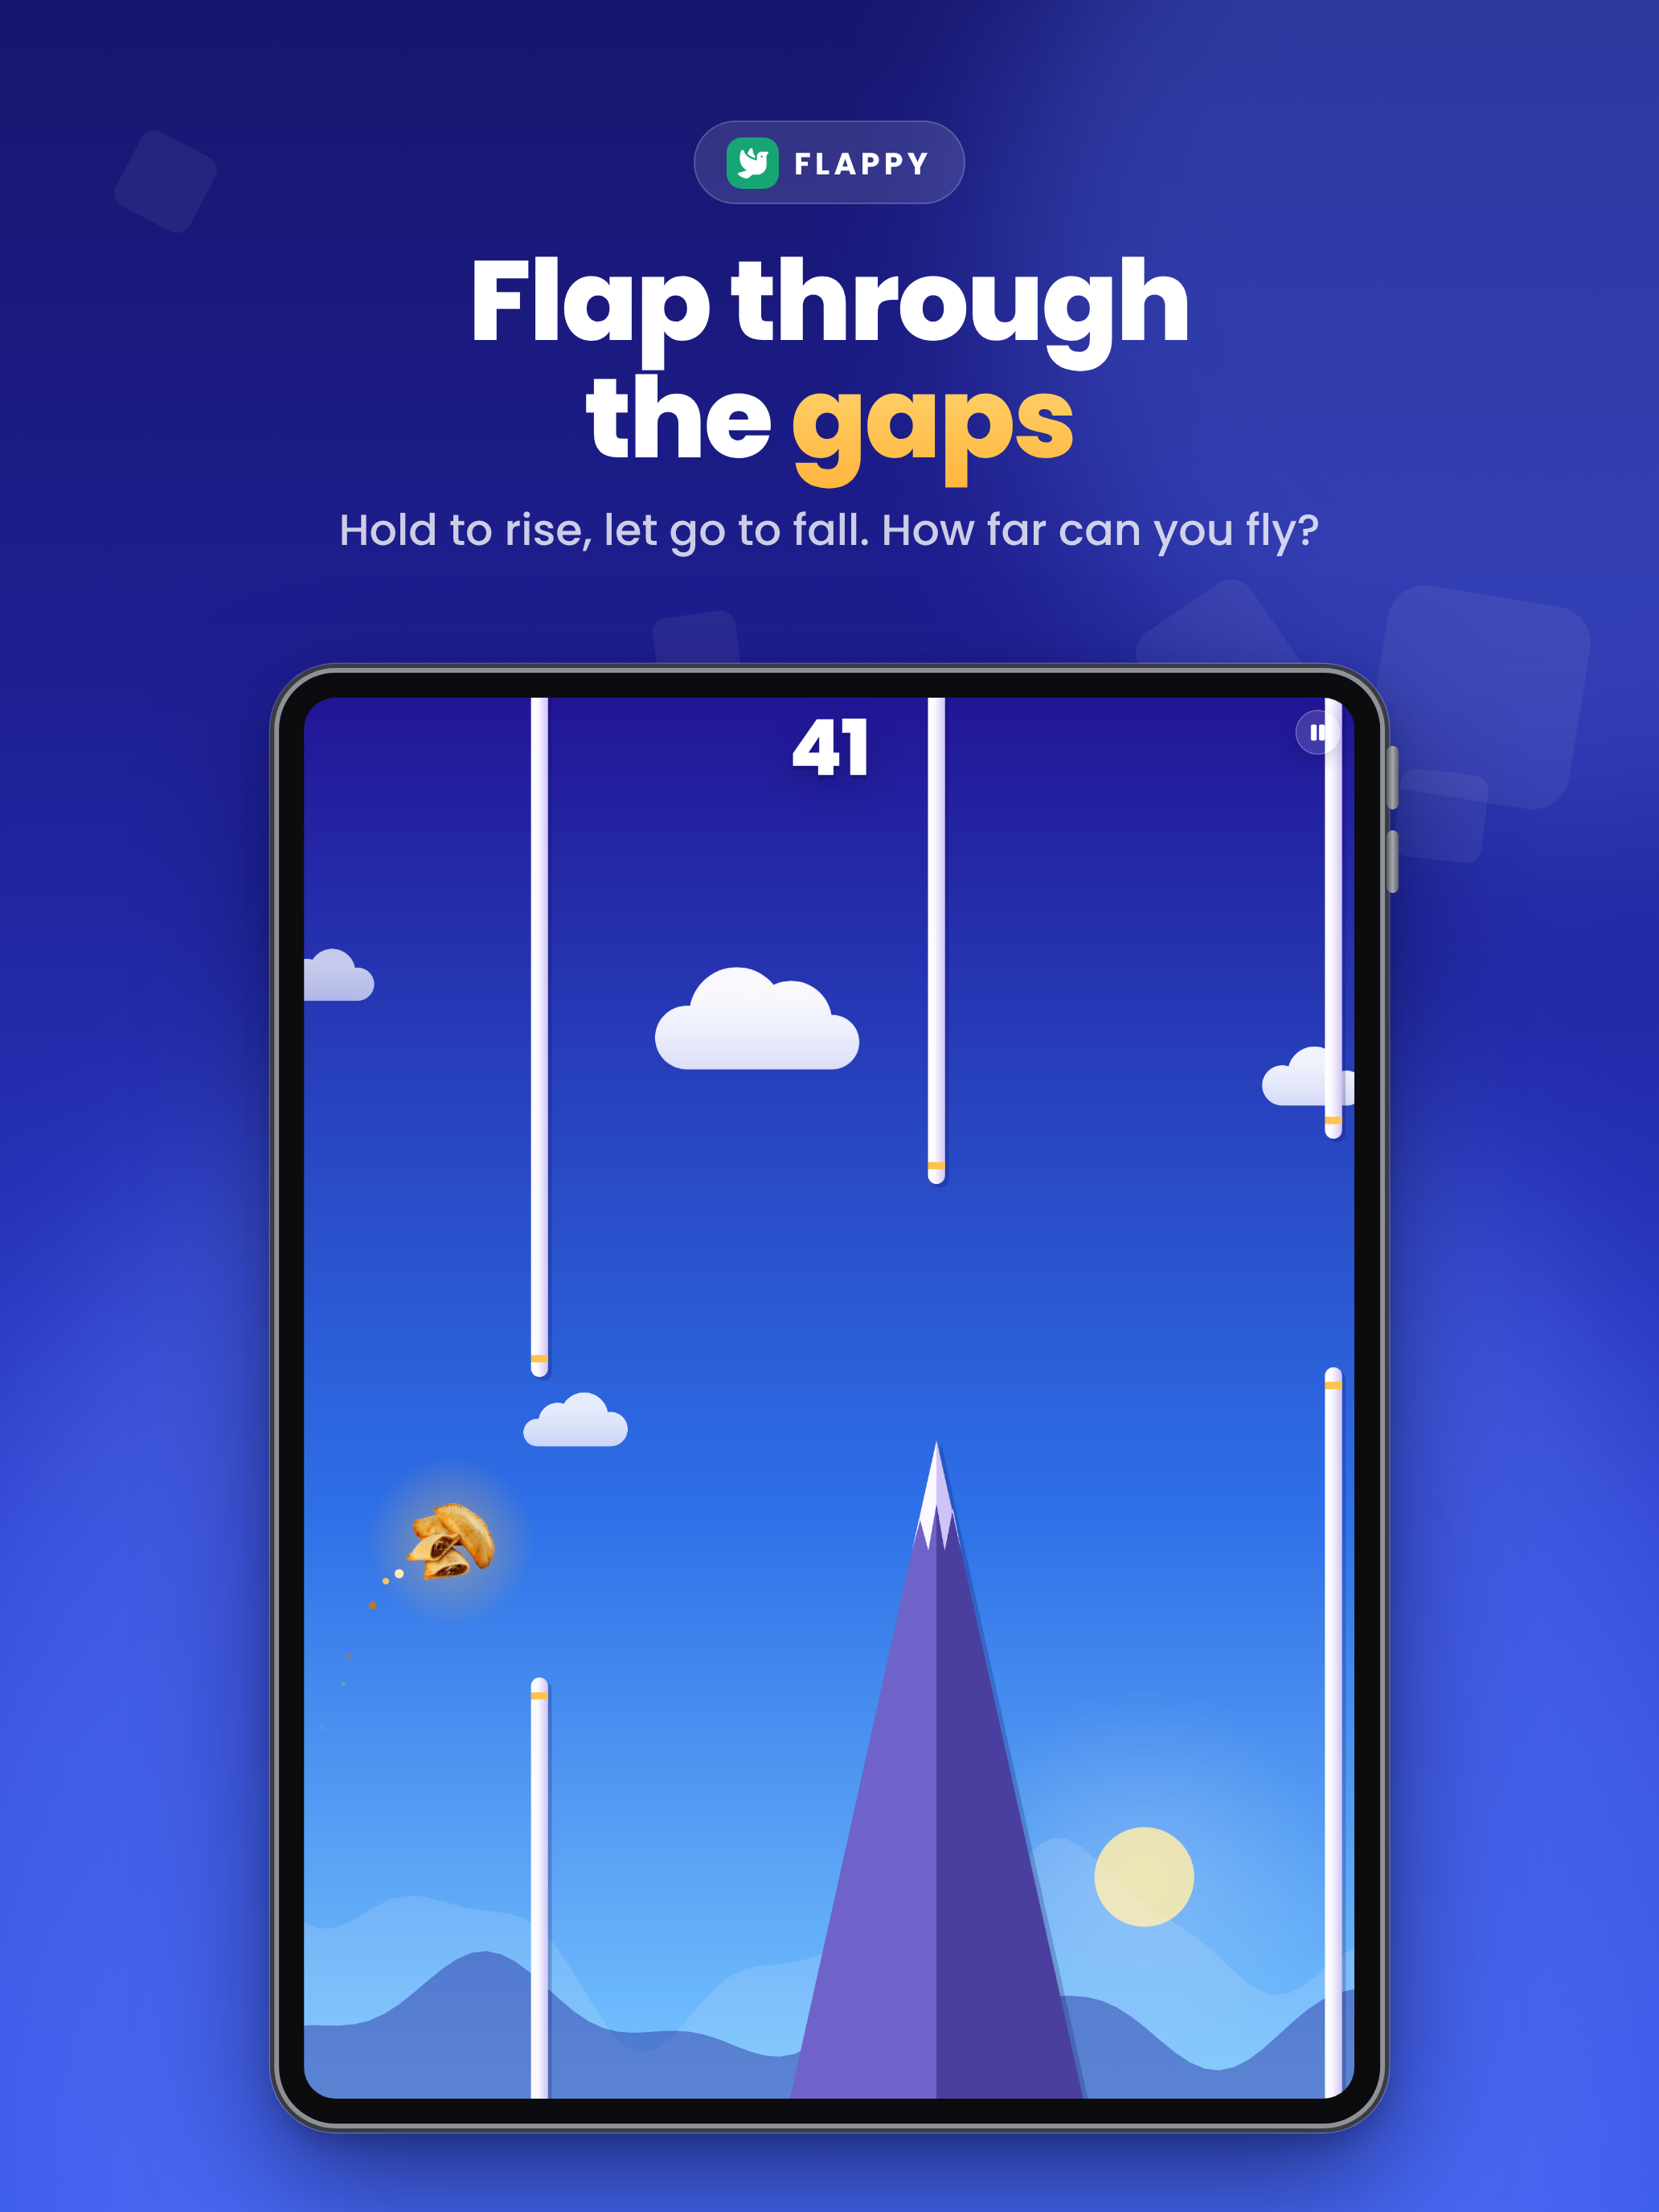 FLAPPY
Flap through
the gaps
Hold to rise, let go to fall. How far can you fly?
41